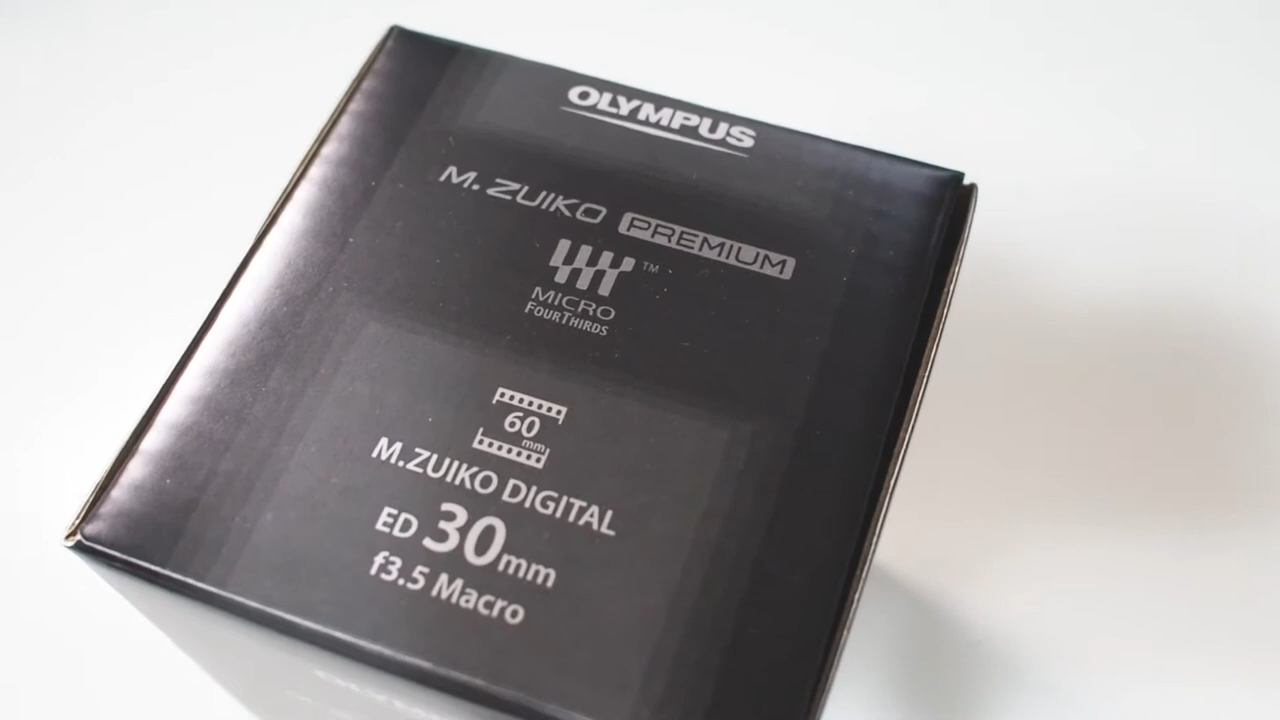 OLYMPUS
M.ZUIKO PREMIUM
TM
MICRO
FOURTHIRDS
60
mm
M.ZUIKO DIGITAL
ED 30mm
f3.5 Macro